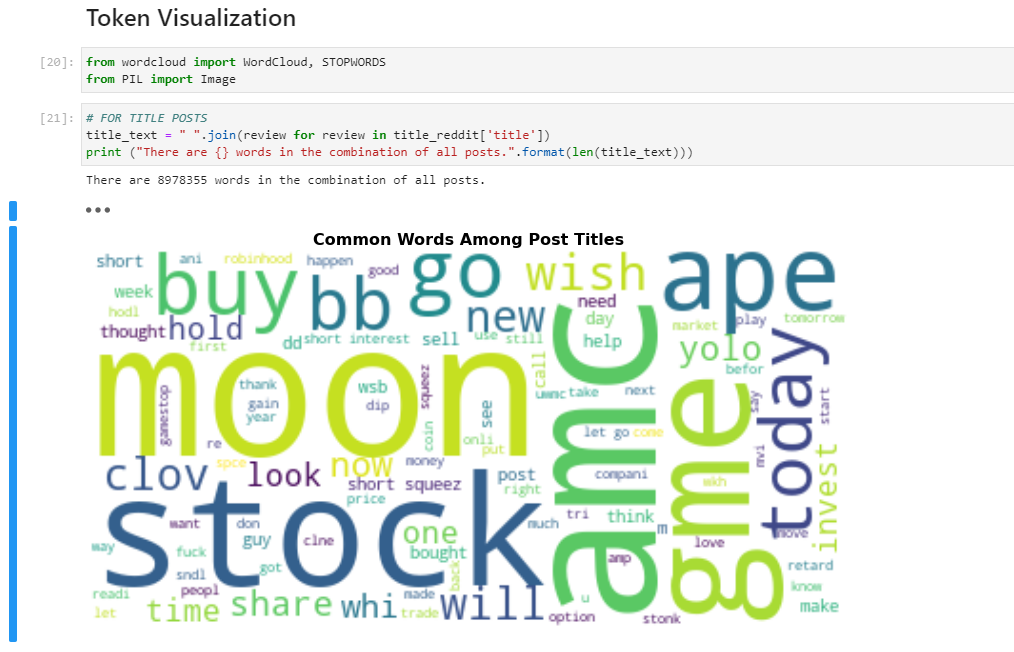 Token Visualization
[20]:
from wordcloud import WordCloud, STOPWORDS
from PIL import Image
[21]:
# FOR TITLE POSTS
title_text = " ".join(review for review in title_reddit['title'])
print ("There are {} words in the combination of all posts.".format(len(title_text)))
There are 8978355 words in the combination of all posts.
Common Words Among Post Titles
short
ani
robinhood
happen
good
go
wish
ape
week
buy
bb
need
hodl
new
day
market
play
tomorrow
thought
hold
first
dd
short interest
sell
use
still
help
yolo
befor
moon
call
amc
gme
today
thank
wsb
squeez
ummc
take
next
say
start
gamestop
gain
dip
year
see
coin
onli
put
let go
come
re
clov
spce
look
now
money
short squeez
price
post
right
compani
mvi
wkh
invest
stock
want
don
guy
clne
one
bought
much
tri
think
m
love
move
way
fuck
got
sndl
peopl
back
amp
retard
know
readi
let
time
share
whi
made
trade
will
u
option
stonk
make